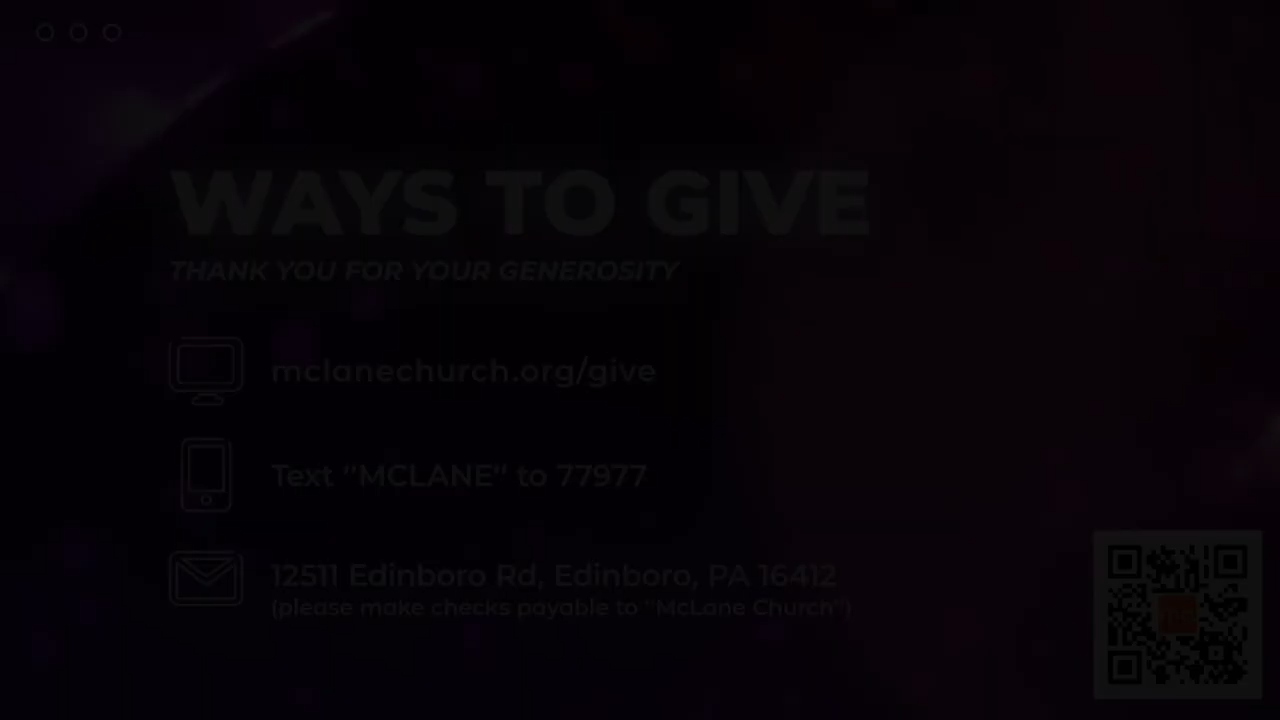 WAYS TO GIVE
THANK YOU FOR YOUR GENEROSITY
mclanechurch.org/give
Text "MCLANE" to 77977
12511 Edinboro Rd, Edinboro, PA 16412
(please make checks payable to "McLane Church")